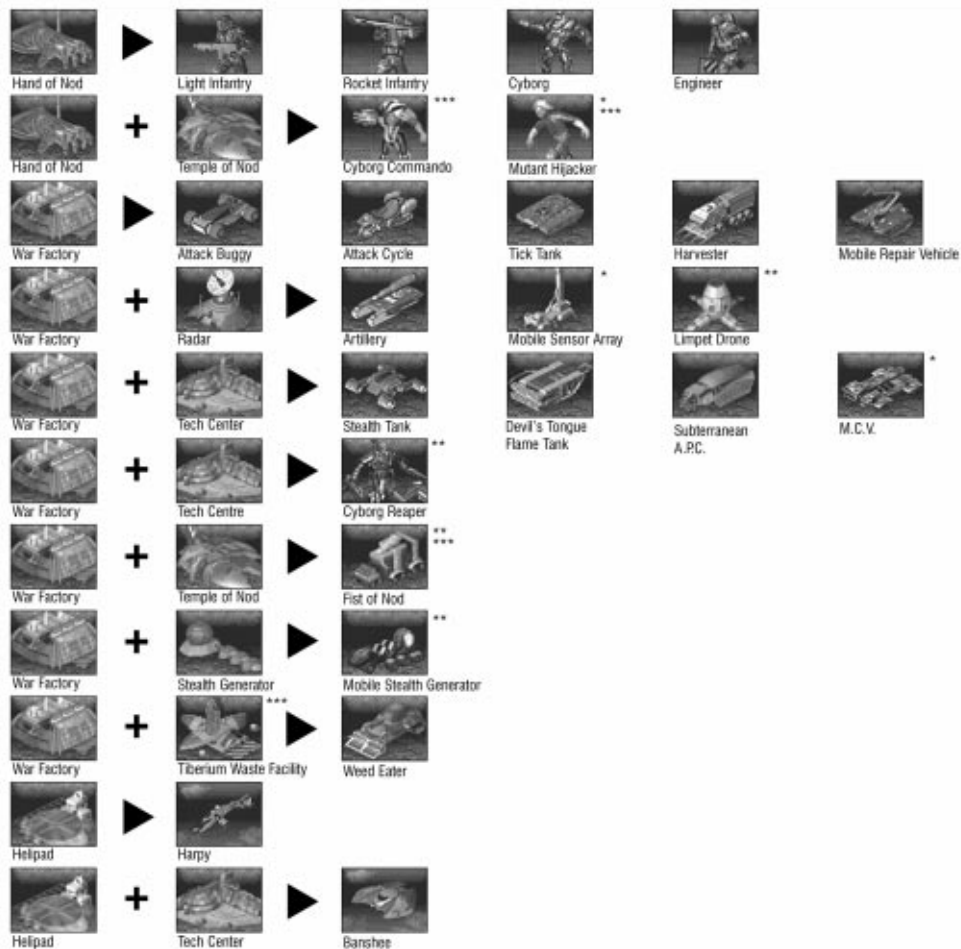 Hand of Nod Light Infantry Rocket Infantry Cyborg Engineer
*** *
***
Hand of Nod + Temple of Nod Cyborg Commando Mutant Hijacker
War Factory Attack Buggy Attack Cycle Tick Tank Harvester Mobile Repair Vehicle
* **
War Factory + Radar Artillery Mobile Sensor Array Limpet Drone
*
War Factory + Tech Center Stealth Tank Devil's Tongue Subterranean M.C.V.
Flame Tank A.P.C.
**
War Factory + Tech Centre Cyborg Reaper
**
***
War Factory + Temple of Nod Fist of Nod
**
War Factory + Stealth Generator Mobile Stealth Generator
***
War Factory + Tiberium Waste Facility Weed Eater
Helipad Harpy
Helipad + Tech Center Banshee